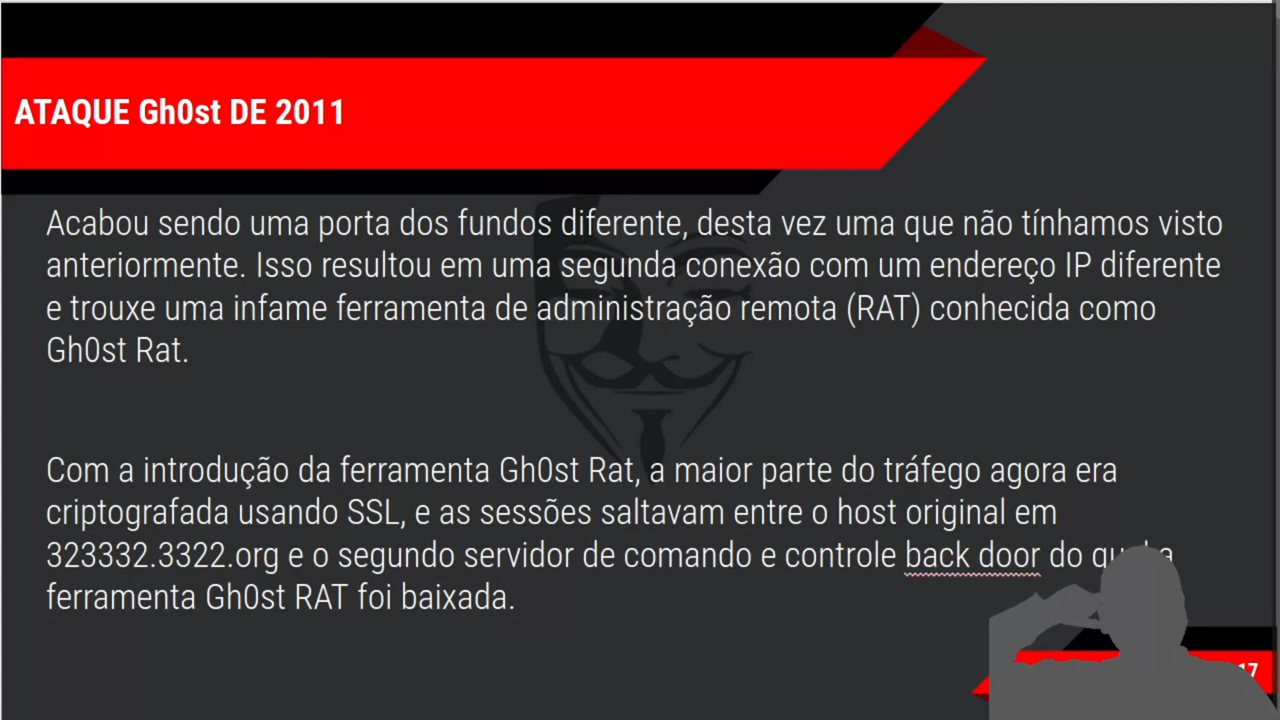 ATAQUE Gh0st DE 2011
Acabou sendo uma porta dos fundos diferente, desta vez uma que não tínhamos visto
anteriormente. Isso resultou em uma segunda conexão com um endereço IP diferente
e trouxe uma infame ferramenta de administração remota (RAT) conhecida como
Gh0st Rat.
Com a introdução da ferramenta Gh0st Rat, a maior parte do tráfego agora era
criptografada usando SSL, e as sessões saltavam entre o host original em
323332.3322.org e o segundo servidor de comando e controle back door do a
ferramenta Gh0st RAT foi baixada.
17